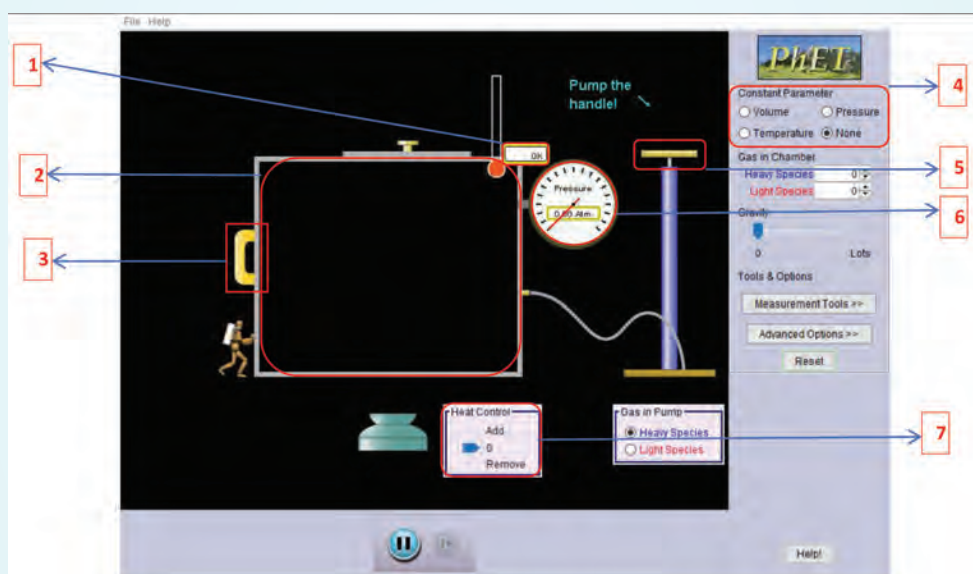 File Help
1
2
3
Pump the
handle!
0K
Pressure
0.00 Atm.
PhET
Constant Parameter
Volume
Pressure
Temperature
None
Gas in Chamber
Heavy Species
0
Light Species
0
Gravity
0
Lots
Tools & Options
Measurement Tools >>
Advanced Options >>
Reset
4
5
6
Heat Control
Add
0
Remove
Gas in Pump
Heavy Species
Light Species
7
Help!